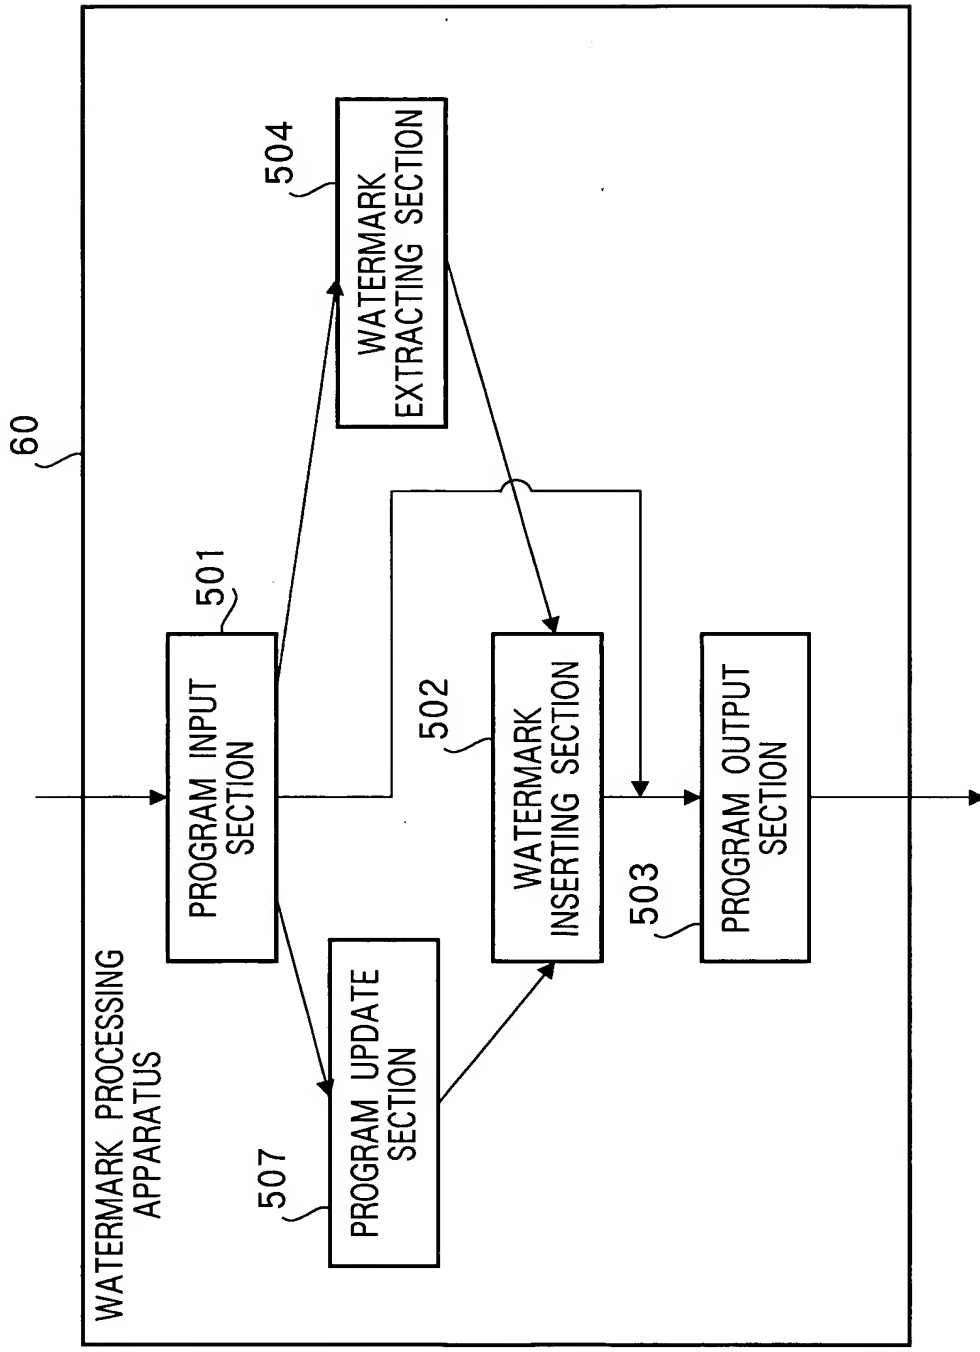 60
WATERMARK PROCESSING
APPARATUS
501
PROGRAM INPUT
SECTION
504
WATERMARK
EXTRACTING SECTION
507
PROGRAM UPDATE
SECTION
502
WATERMARK
INSERTING SECTION
503
PROGRAM OUTPUT
SECTION